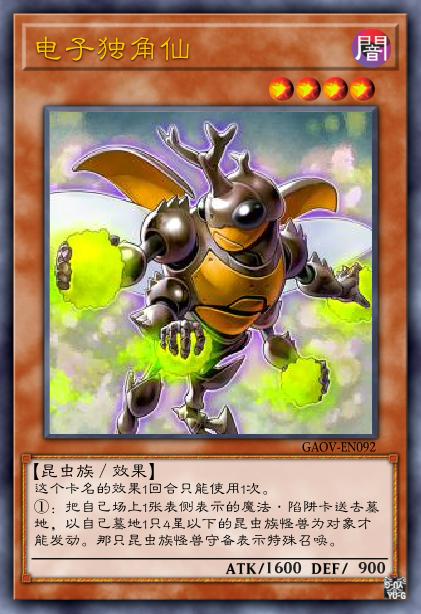 电子独角仙
闇
GAOV-EN092
【昆虫族／效果】
这个卡名的效果1回合只能使用1次。
①：把自己场上1张表侧表示的魔法·陷阱卡送去墓
地，以自己墓地1只4星以下的昆虫族怪兽为对象才
能发动。那只昆虫族怪兽守备表示特殊召唤。
ATK/1600 DEF/ 900